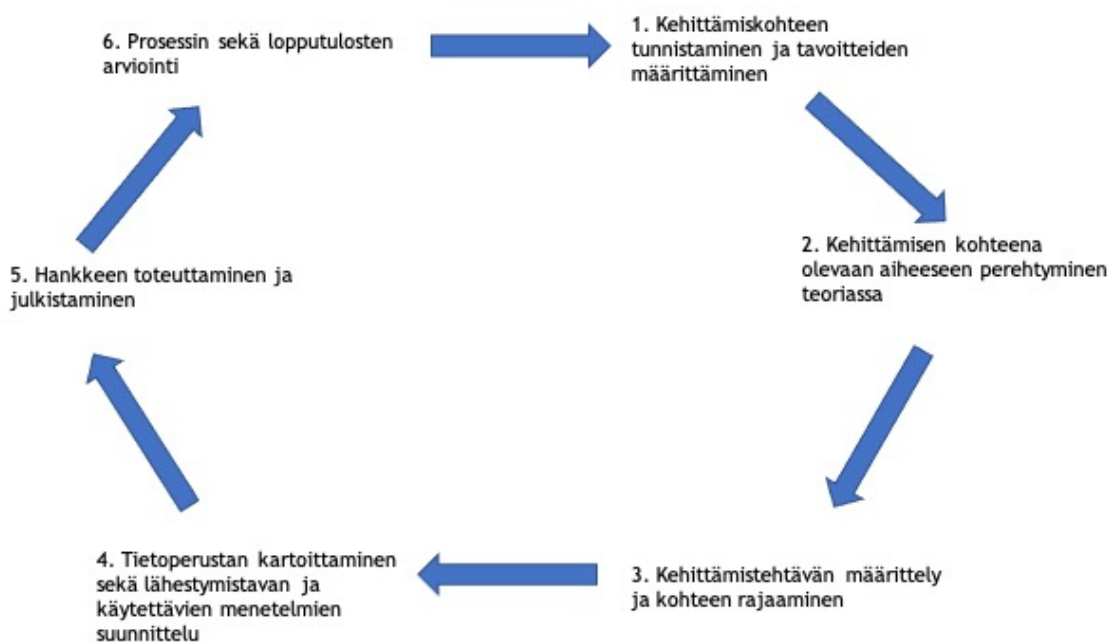 1. Kehittämiskohteen
tunnistaminen ja tavoitteiden
määrittäminen
2. Kehittämisen kohteena
olevaan aiheeseen perehtyminen
teoriassa
3. Kehittämistehtävän määrittely
ja kohteen rajaaminen
4. Tietoperustan kartoittaminen
sekä lähestymistavan ja
käytettävien menetelmien
suunnittelu
5. Hankkeen toteuttaminen ja
julkistaminen
6. Prosessin sekä lopputulosten
arviointi